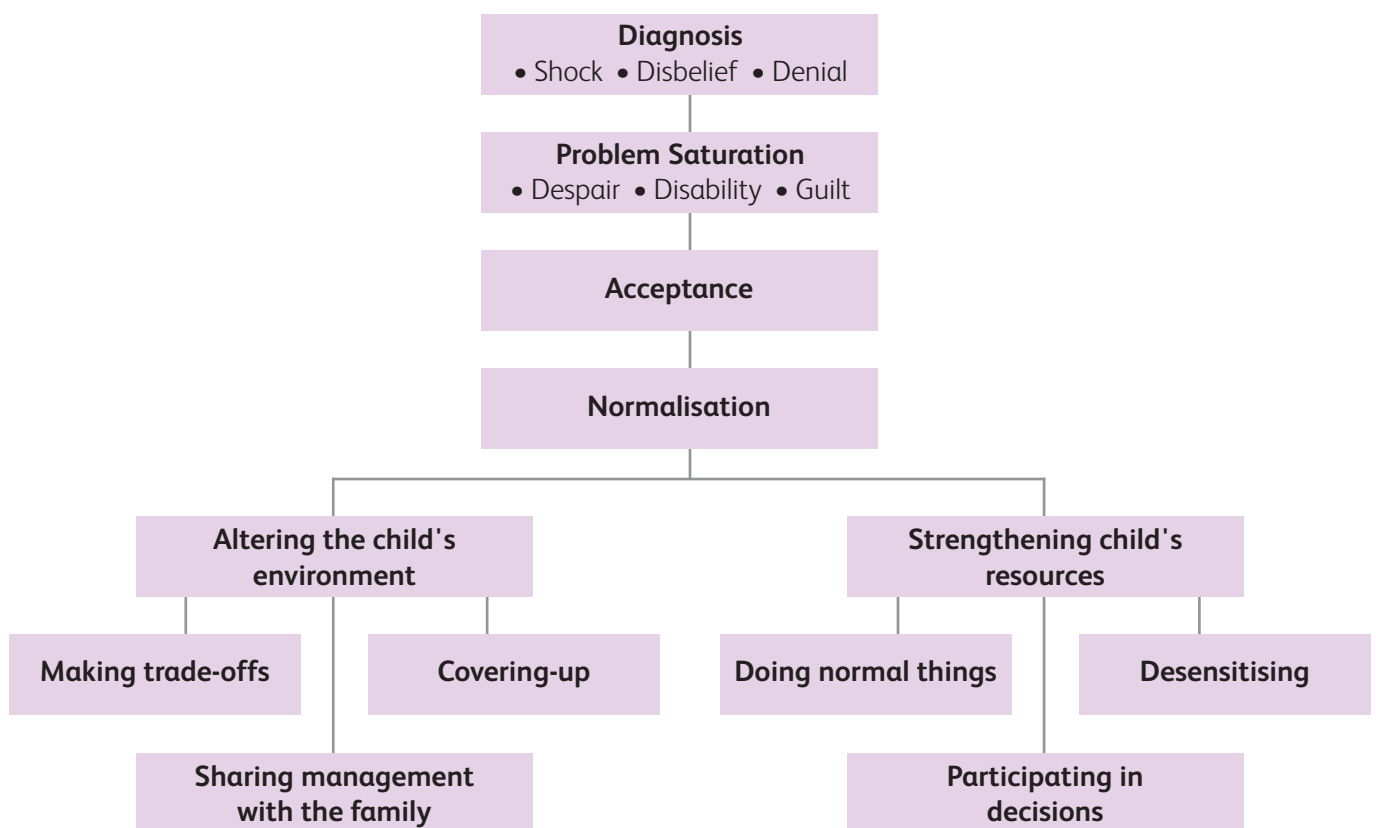 Diagnosis
• Shock • Disbelief • Denial
Problem Saturation
• Despair • Disability • Guilt
Acceptance
Normalisation
Altering the child's
environment
Strengthening child's
resources
Making trade-offs
Covering-up
Doing normal things
Desensitising
Sharing management
with the family
Participating in
decisions